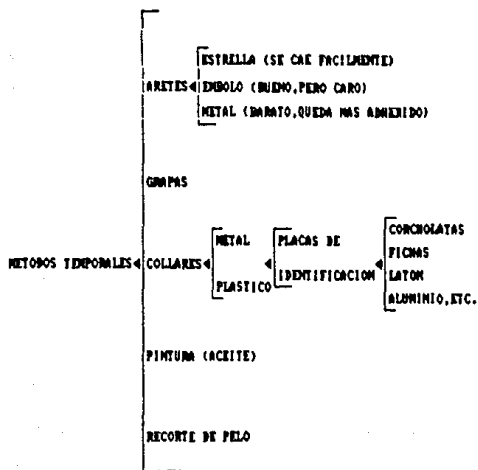 ESTRELLA (SE CAE FACILMENTE)
ARETES EMBOLO (BUENO, PERO CARO)
METAL (BARATO, QUEDA MAS ADHERIDO)
GRAPAS
METAL PLACAS DE CORCHOLATAS
FICHAS
METODOS TEMPORALES COLLARES
PLASTICO IDENTIFICACION LATON
ALUMINIO, ETC.
PINTURA (ACEITE)
RECORTE DE PELO